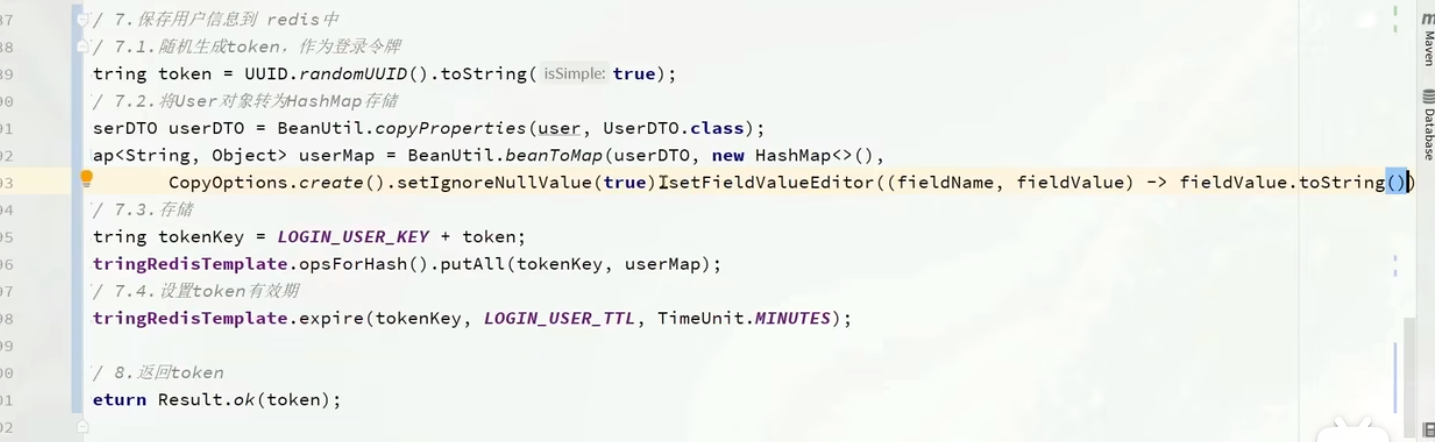 87 // 7.保存用户信息到 redis中
88 // 7.1.随机生成token，作为登录令牌
89 tring token = UUID.randomUUID().toString( isSimple: true);
90 // 7.2.将User对象转为HashMap存储
91 serDTO userDTO = BeanUtil.copyProperties(user, UserDTO.class);
92 ap<String, Object> userMap = BeanUtil.beanToMap(userDTO, new HashMap<>(),
93 CopyOptions.create().setIgnoreNullValue(true).setFieldValueEditor((fieldName, fieldValue) -> fieldValue.toString())
94 // 7.3.存储
95 tring tokenKey = LOGIN_USER_KEY + token;
96 tringRedisTemplate.opsForHash().putAll(tokenKey, userMap);
97 // 7.4.设置token有效期
98 tringRedisTemplate.expire(tokenKey, LOGIN_USER_TTL, TimeUnit.MINUTES);
99
00 // 8.返回token
01 eturn Result.ok(token);
02
m
Maven
Database